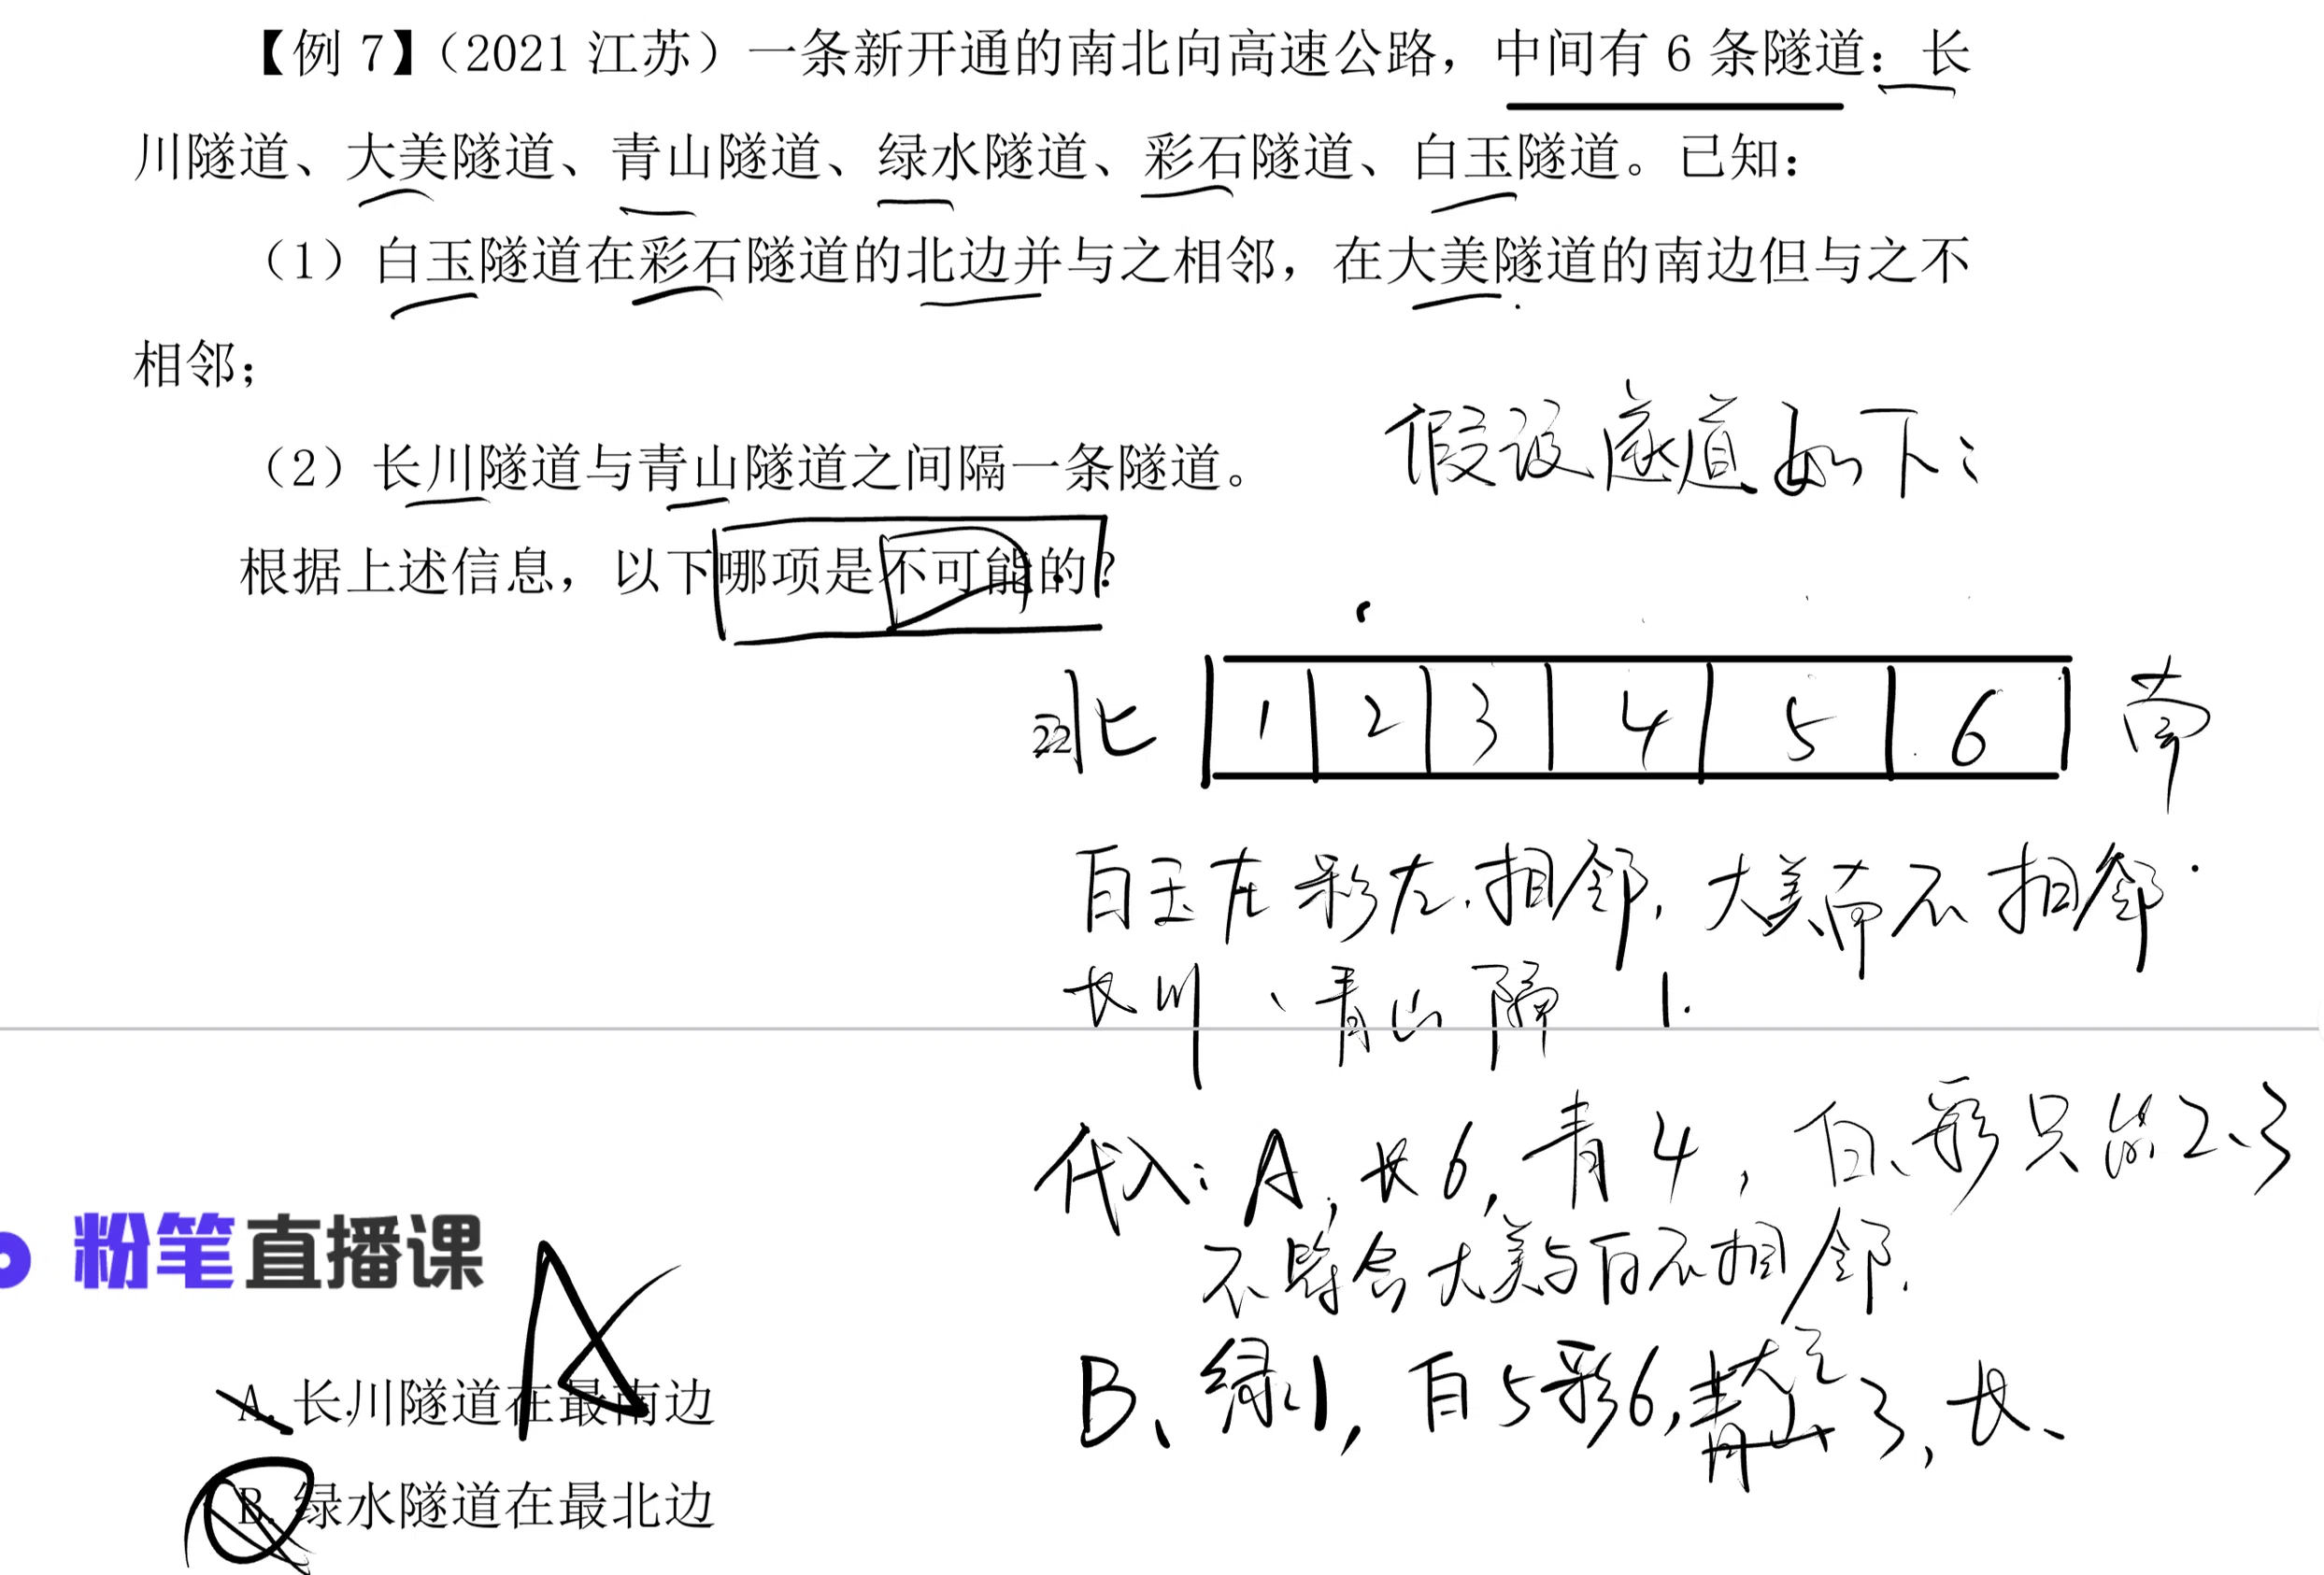 【例 7】（2021 江苏）一条新开通的南北向高速公路，中间有 6 条隧道：长
川隧道、大美隧道、青山隧道、绿水隧道、彩石隧道、白玉隧道。已知：
（1）白玉隧道在彩石隧道的北边并与之相邻，在大美隧道的南边但与之不
相邻；
假设隧道如下：
（2）长川隧道与青山隧道之间隔一条隧道。
根据上述信息，以下哪项是不可能的？
22
北 1 2 3 4 5 6 南
白玉在彩左.相邻，大美南不相邻.
长川、青山隔 1.
代入：A、长6，青4，白、彩只能2、3
不符合大美与白不相邻.
粉笔直播课
A
B、绿1，白5彩6，大 3，长、
A. 长川隧道在最南边
B. 绿水隧道在最北边